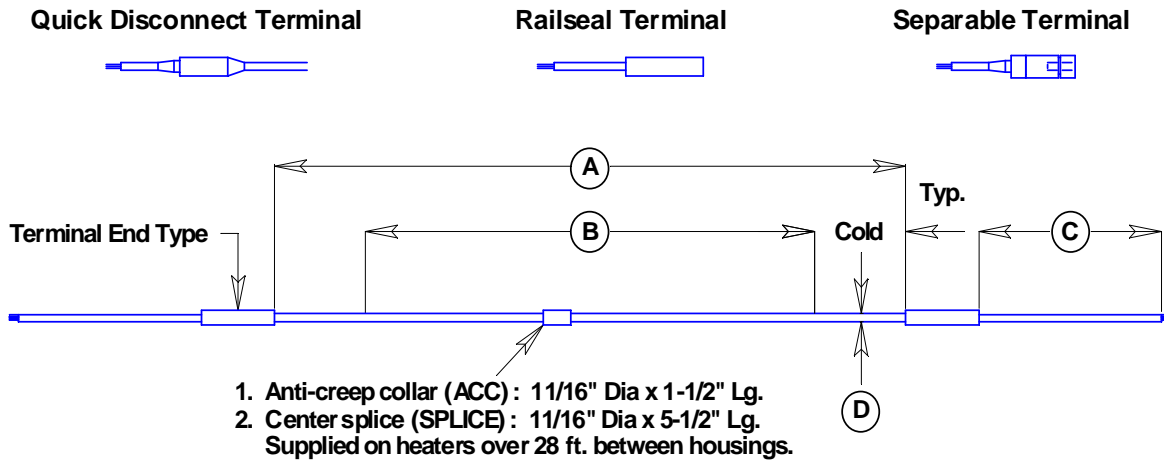 Quick Disconnect Terminal
Railseal Terminal
Separable Terminal
A
Typ.
Terminal End Type
B
Cold
C
1. Anti-creep collar (ACC) : 11/16" Dia x 1-1/2" Lg.
2. Center splice (SPLICE) : 11/16" Dia x 5-1/2" Lg.
Supplied on heaters over 28 ft. between housings.
D